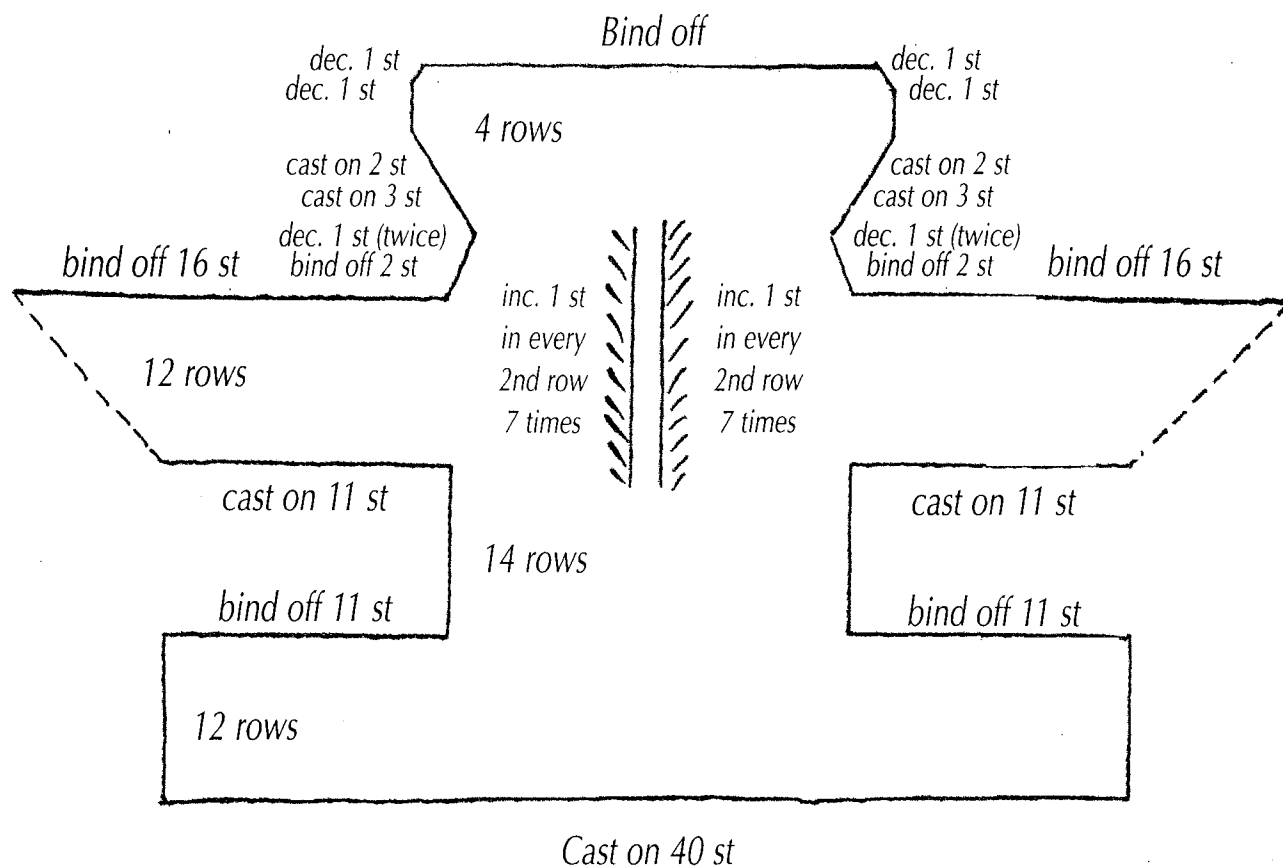 Bind off
dec. 1 st
dec. 1 st
dec. 1 st
dec. 1 st
4 rows
cast on 2 st
cast on 3 st
dec. 1 st (twice)
bind off 2 st
cast on 2 st
cast on 3 st
dec. 1 st (twice)
bind off 2 st
bind off 16 st
bind off 16 st
inc. 1 st
in every
2nd row
7 times
inc. 1 st
in every
2nd row
7 times
12 rows
cast on 11 st
cast on 11 st
14 rows
bind off 11 st
bind off 11 st
12 rows
Cast on 40 st